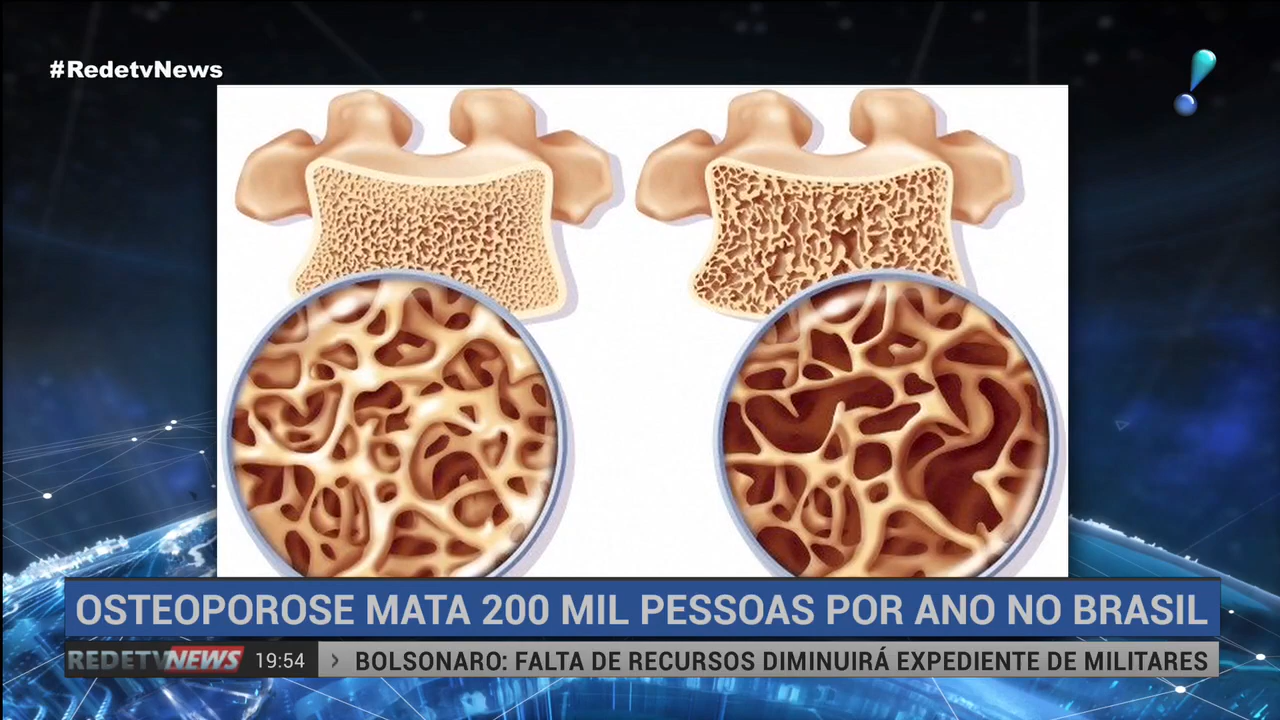 #RedetvNews
OSTEOPOROSE MATA 200 MIL PESSOAS POR ANO NO BRASIL
REDETV NEWS 19:54 > BOLSONARO: FALTA DE RECURSOS DIMINUIRÁ EXPEDIENTE DE MILITARES